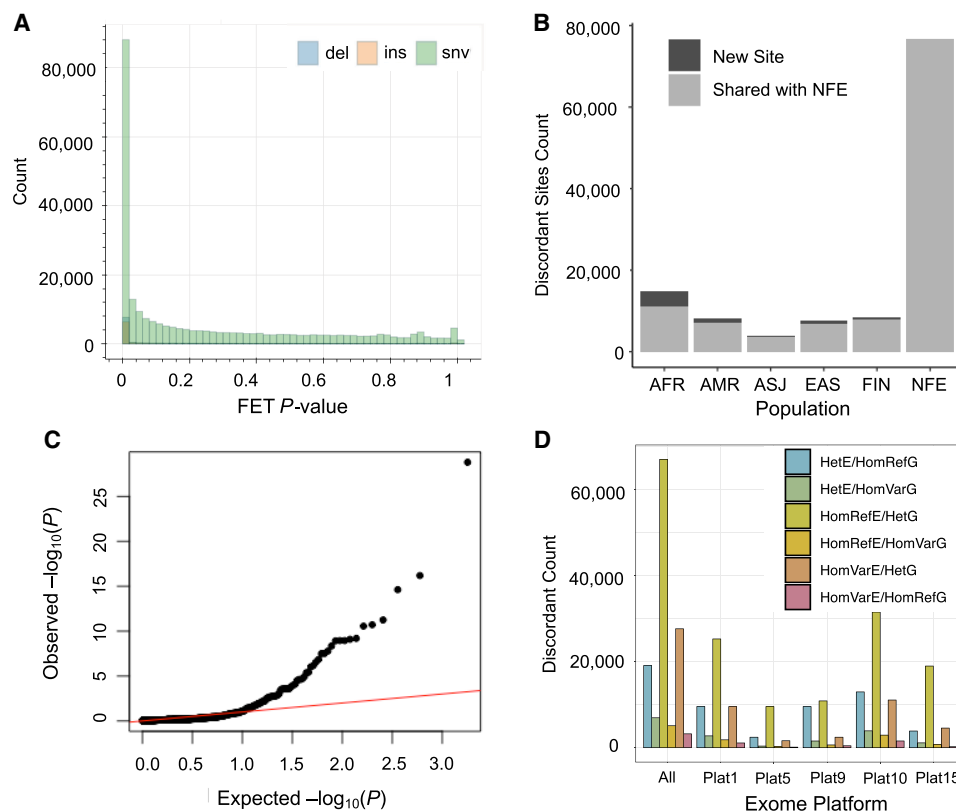 A
del ins snv
80,000
60,000
40,000
20,000
0
Count
0 0.2 0.4 0.6 0.8 1
FET P-value
B
New Site
Shared with NFE
80,000
60,000
40,000
20,000
0
Discordant Sites Count
AFR AMR ASJ EAS FIN NFE
Population
C
25
20
15
10
5
0
Observed –log10(P)
0.0 0.5 1.0 1.5 2.0 2.5 3.0
Expected –log10(P)
D
HetE/HomRefG
HetE/HomVarG
HomRefE/HetG
HomRefE/HomVarG
HomVarE/HetG
HomVarE/HomRefG
60,000
40,000
20,000
0
Discordant Count
All Plat1 Plat5 Plat9 Plat10 Plat15
Exome Platform